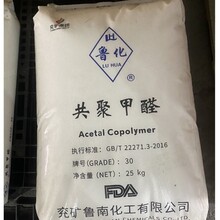 鲁化
LU HUA
共聚甲醛
Acetal Copolymer
执行标准: GB/T 22271.3-2016
牌号(GRADE): 30
净含量(NET): 25 kg
FDA
兖矿鲁南化工有限公司